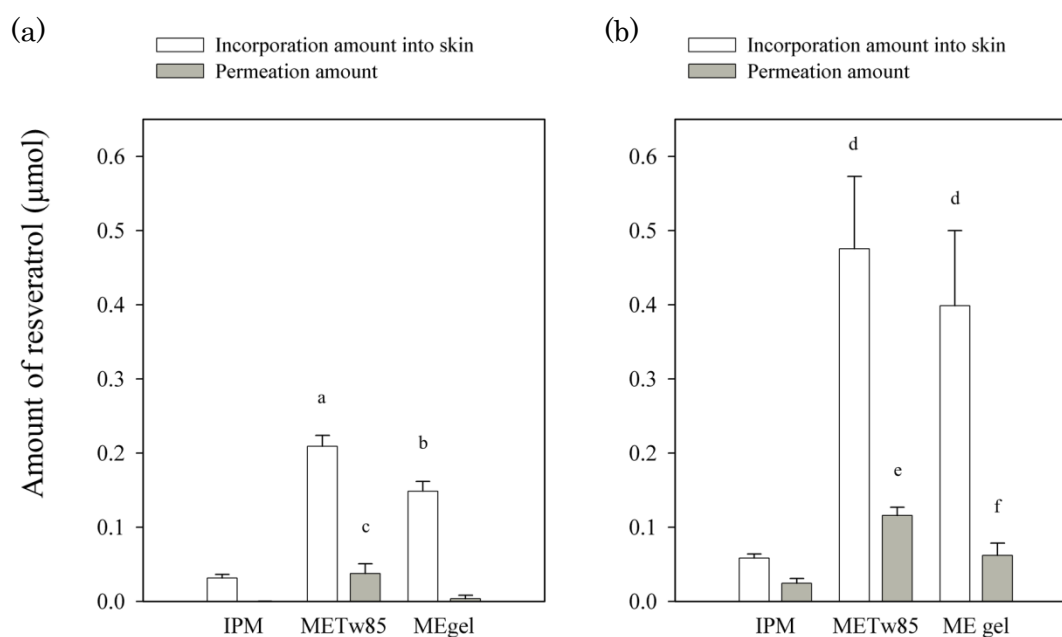 (a)
Incorporation amount into skin
Permeation amount
Amount of resveratrol (μmol)
0.6
0.5
0.4
0.3
0.2
0.1
0.0
a
b
c
IPM METw85 MEgel
(b)
Incorporation amount into skin
Permeation amount
0.6
0.5
0.4
0.3
0.2
0.1
0.0
d
d
e
f
IPM METw85 ME gel